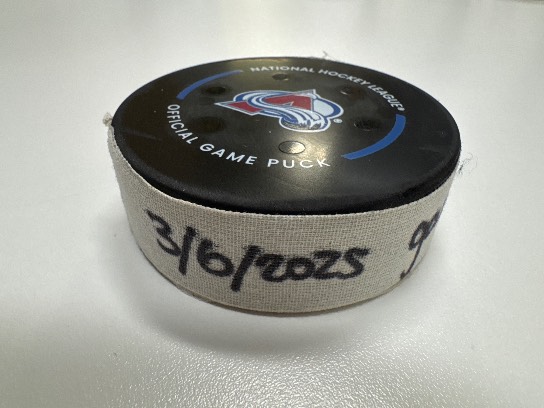 NATIONAL HOCKEY LEAGUE®
OFFICIAL GAME PUCK
3/6/2025